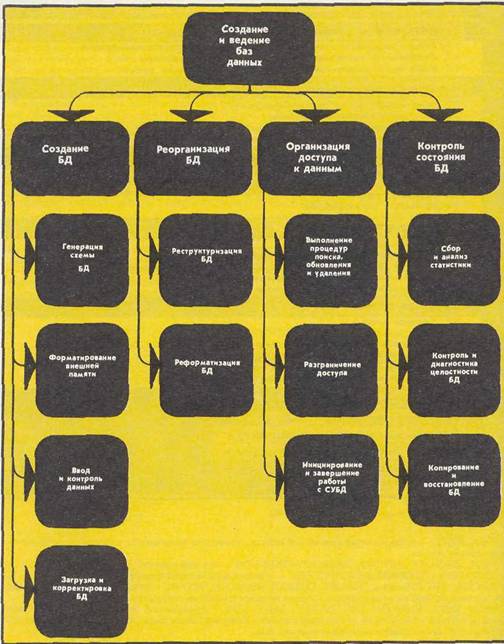 Создание
и ведение
баз
данных
Создание
БД
Реорганизация
БД
Организация
доступа
к данным
Контроль
состояния
БД
Генерация
схемы
БД
Реструктуризация
БД
Выполнение
процедур
поиска,
обновления
и удаления
Сбор
и анализ
статистики
Форматирование
внешней
памяти
Реформатизация
БД
Разграничение
доступа
Контроль и
диагностика
целостности
БД
Ввод
и контроль
данных
Инициирование
и завершение
работы
с СУБД
Копирование
и
восстановление
БД
Загрузка и
корректировка
БД